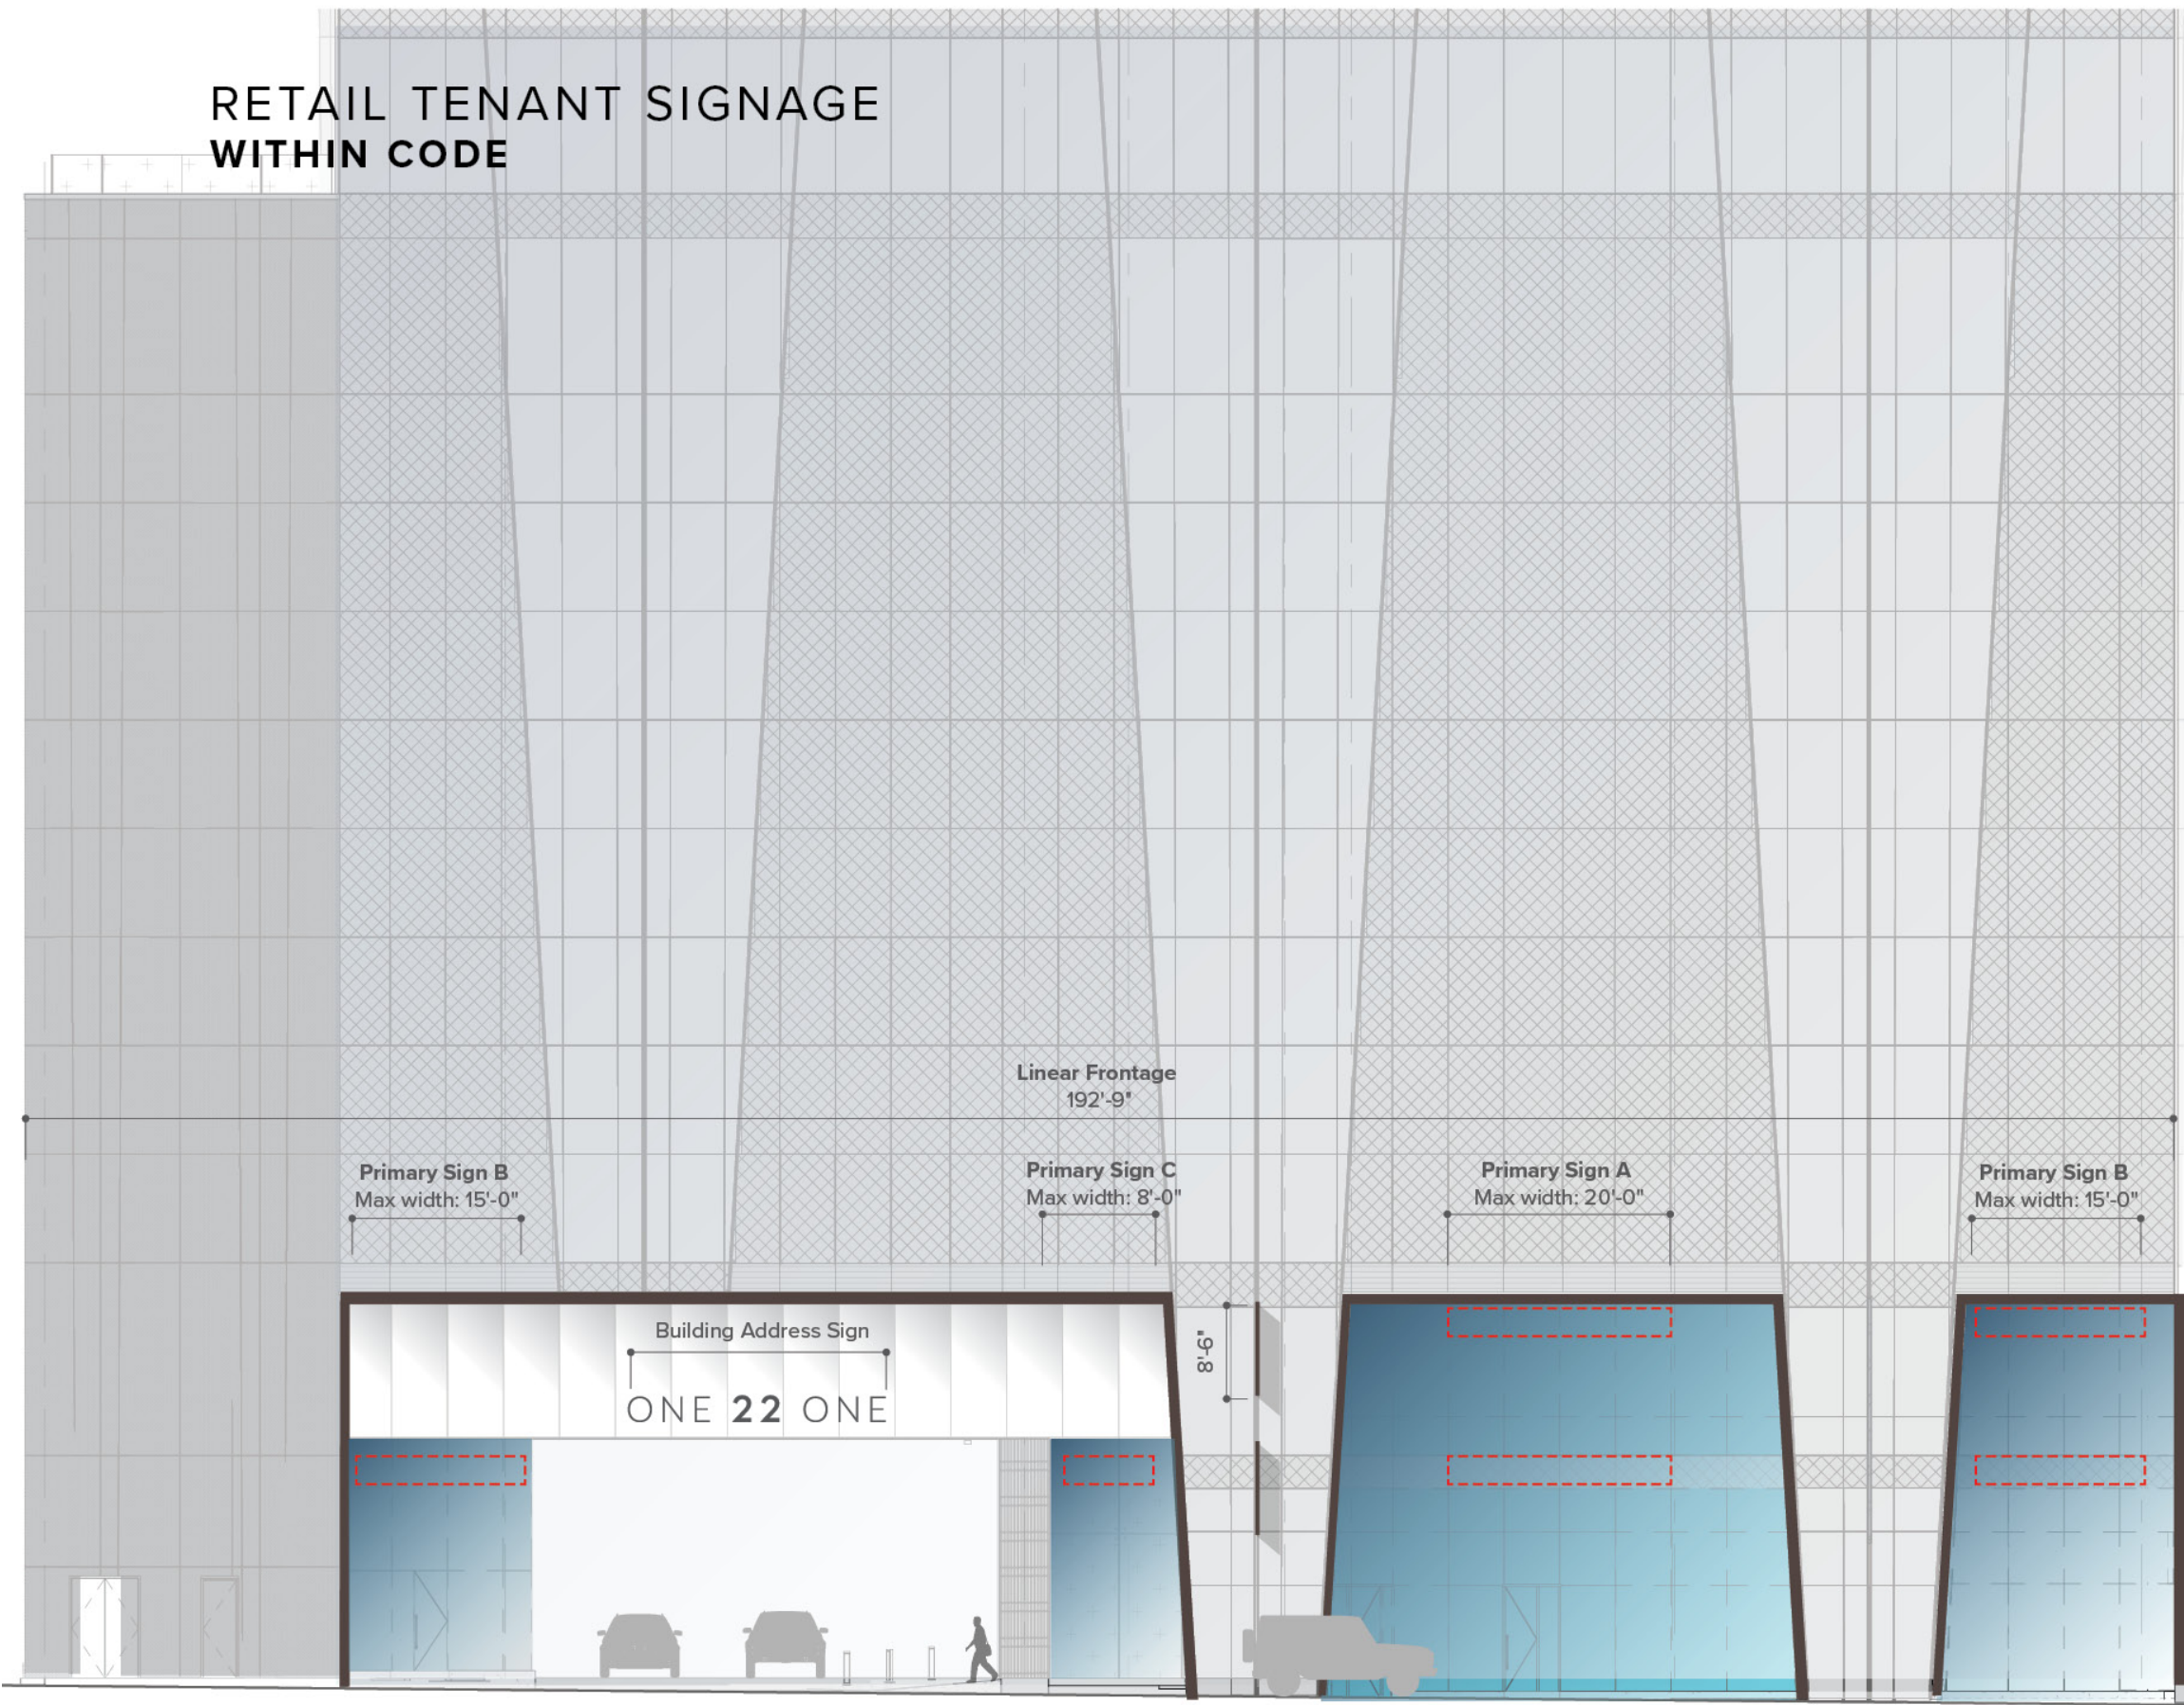 RETAIL TENANT SIGNAGE
WITHIN CODE
Linear Frontage
192'-9"
Primary Sign B
Max width: 15'-0"
Primary Sign C
Max width: 8'-0"
Primary Sign A
Max width: 20'-0"
Primary Sign B
Max width: 15'-0"
Building Address Sign
ONE 22 ONE
8'-6"